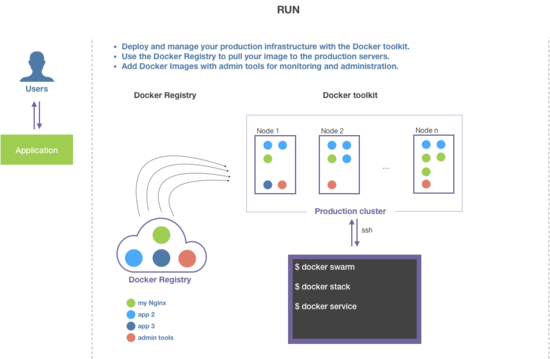 RUN
• Deploy and manage your production infrastructure with the Docker toolkit.
• Use the Docker Registry to pull your image to the production servers.
• Add Docker Images with admin tools for monitoring and administration.
Users
Application
Docker Registry
Docker toolkit
Node 1
Node 2
...
Node n
Production cluster
ssh
Docker Registry
my Nginx
app 2
app 3
admin tools
$ docker swarm
$ docker stack
$ docker service